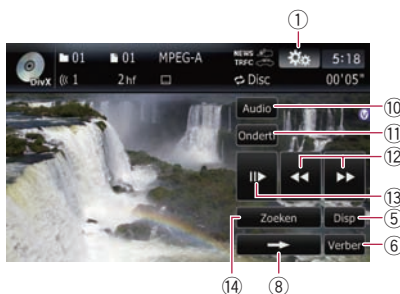 ①
01 01 MPEG-A NEWS TRFC 5:18
DivX 1 2 hf Disc 00'05"
Audio ⑩
Ondert ⑪
⑫
⑬
Zoeken Disp ⑤
Verber ⑥
⑭ ⑧